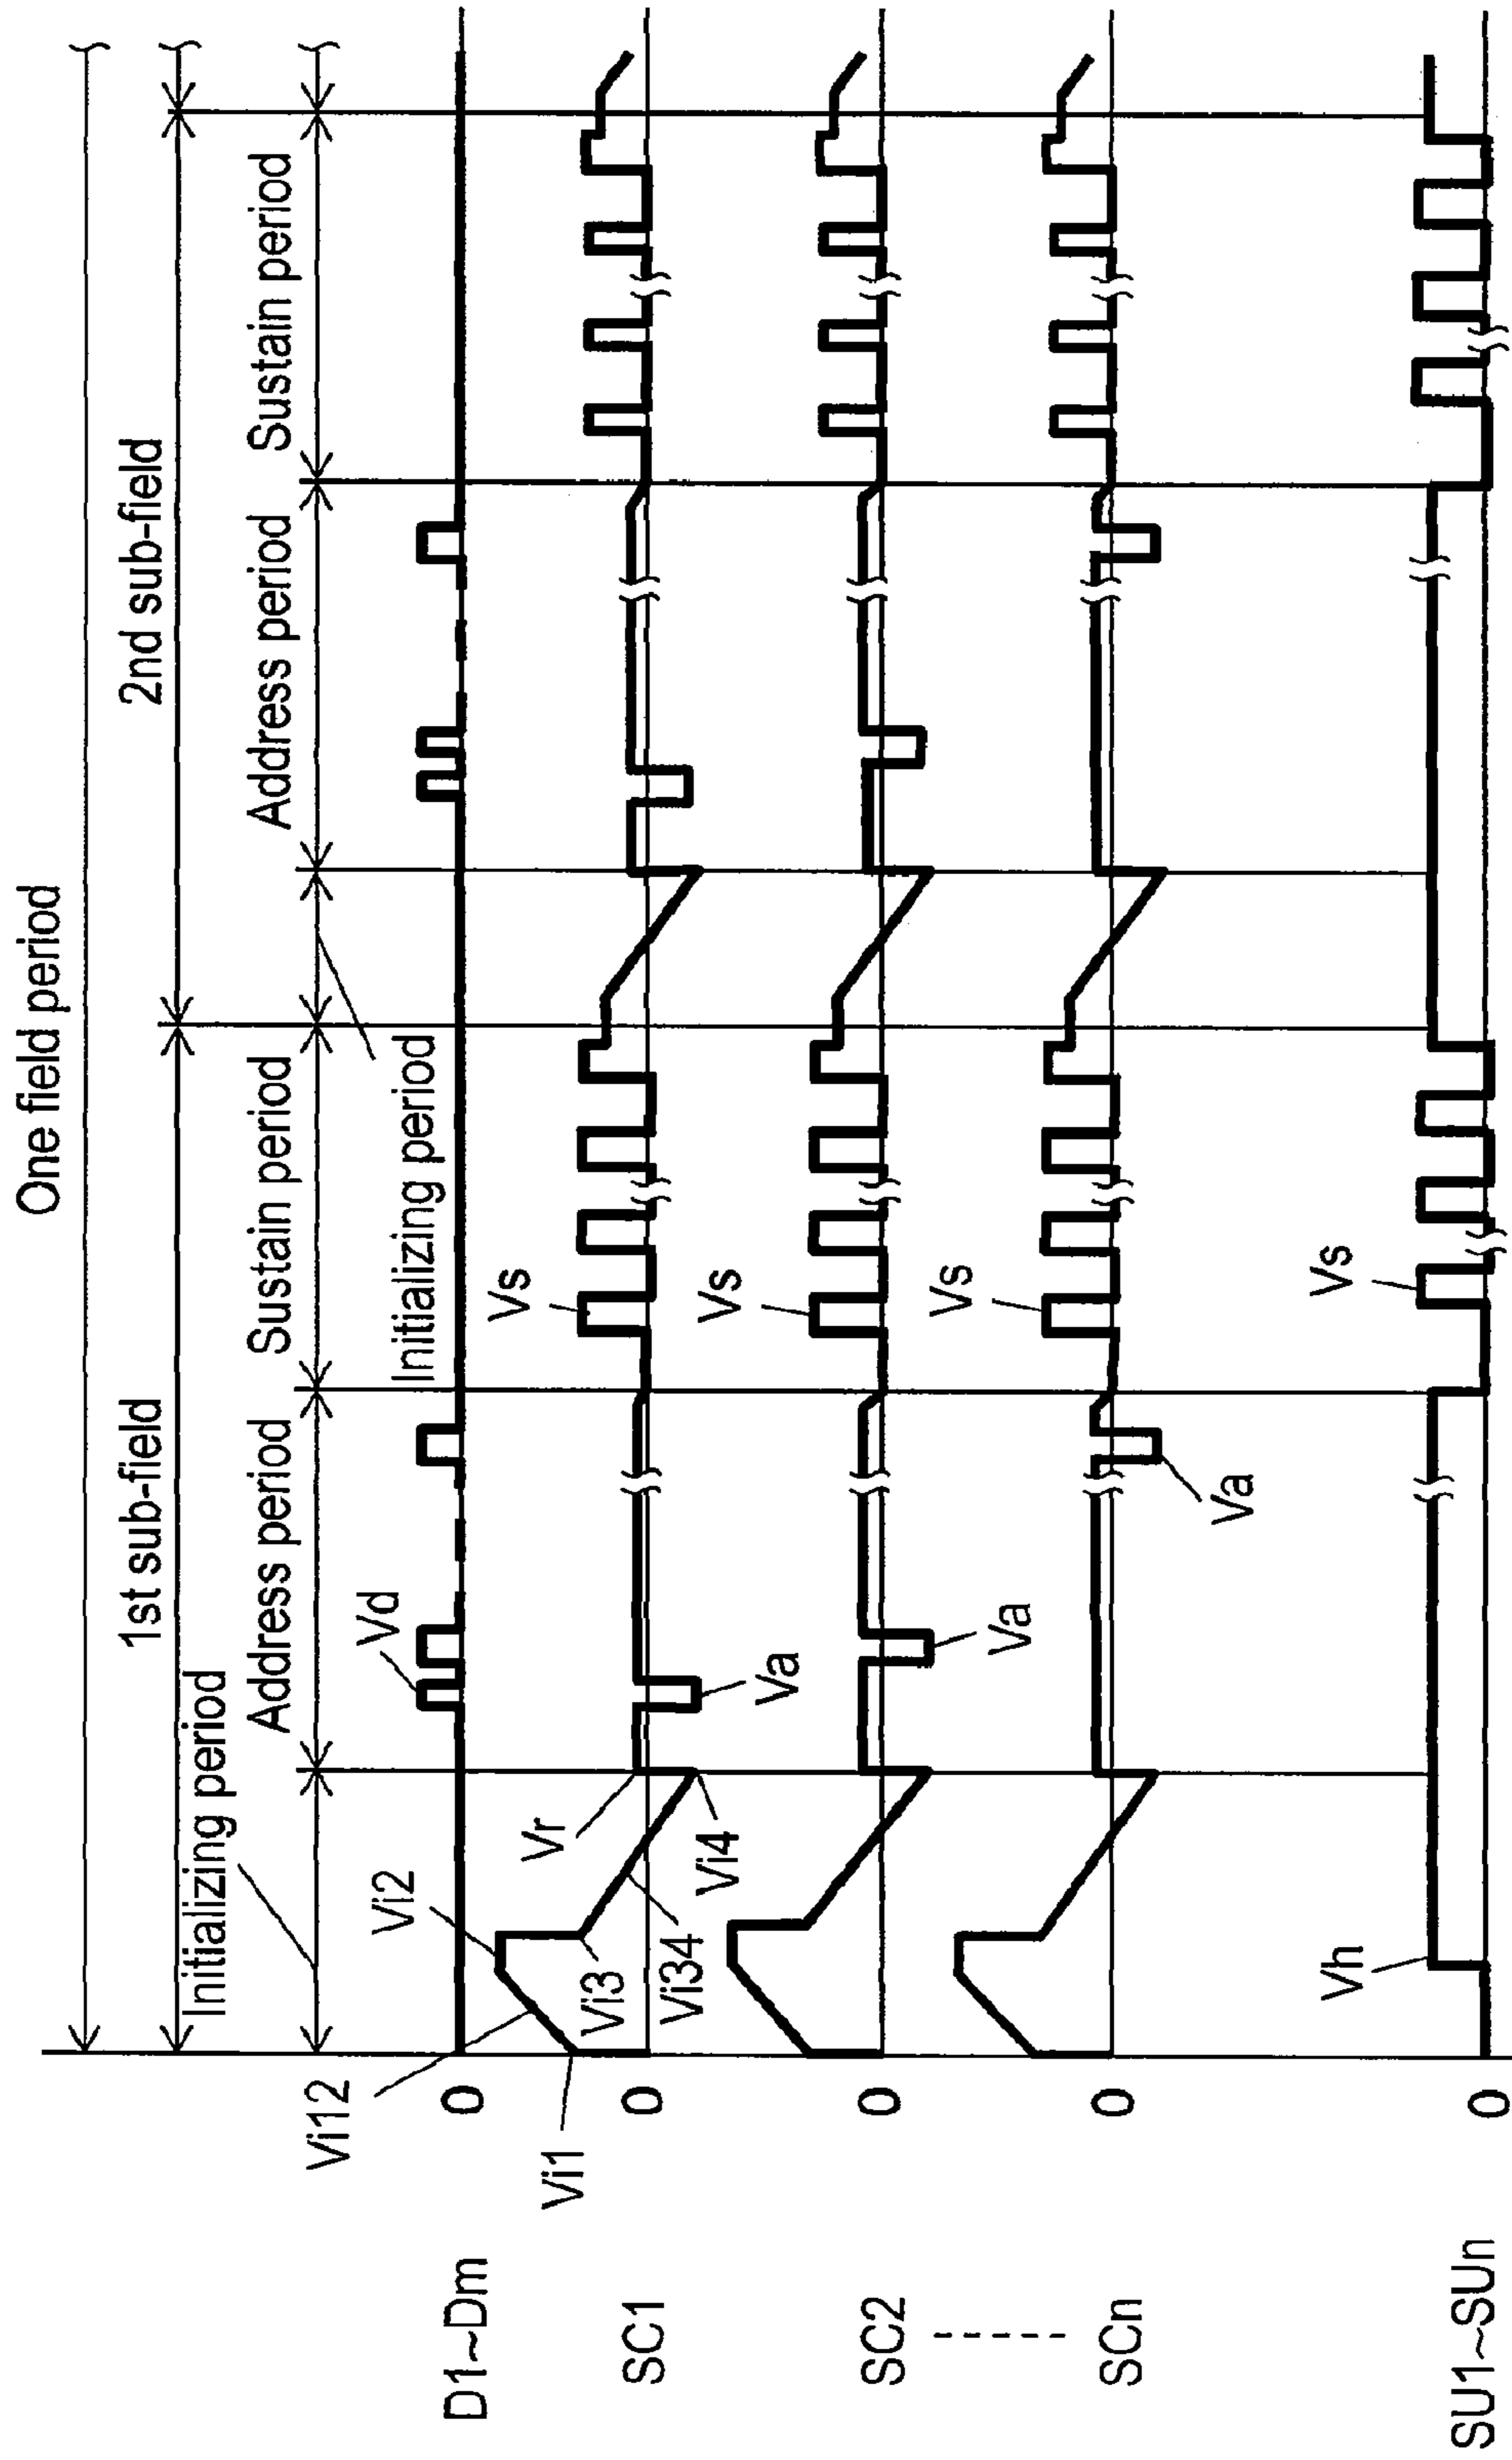 One field period
1st sub-field
2nd sub-field
Initializing period
Address period
Sustain period
Initializing period
Address period
Sustain period
Vi12
Vi2
Vd
D1~Dm
0
Vi1
Vi3
Vr
Vs
SC1
0
Vi34
Vi4
Va
Vs
SC2
0
Va
Vs
SCn
0
Va
Vh
Vs
SU1~SUn
0